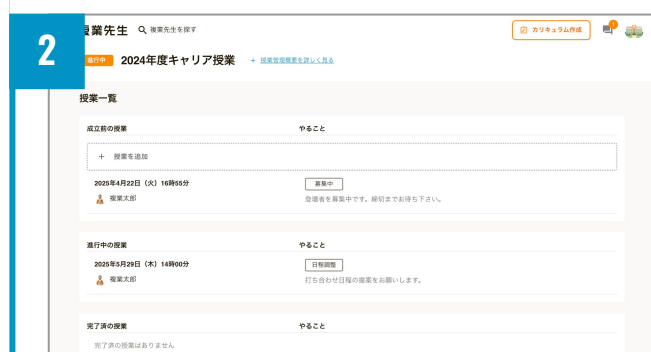 2
複業先生 複業先生を探す カリキュラム作成
進行中 2024年度キャリア授業 + 授業管理概要を詳しく見る
授業一覧
成立前の授業 やること
+ 授業を追加
2025年4月22日（火）16時55分 募集中
複業太郎 登壇者を募集中です。締切までお待ち下さい。
進行中の授業 やること
2025年5月29日（木）14時00分 日程調整
複業太郎 打ち合わせ日程の提案をお願いします。
完了済の授業 やること
完了済の授業はありません